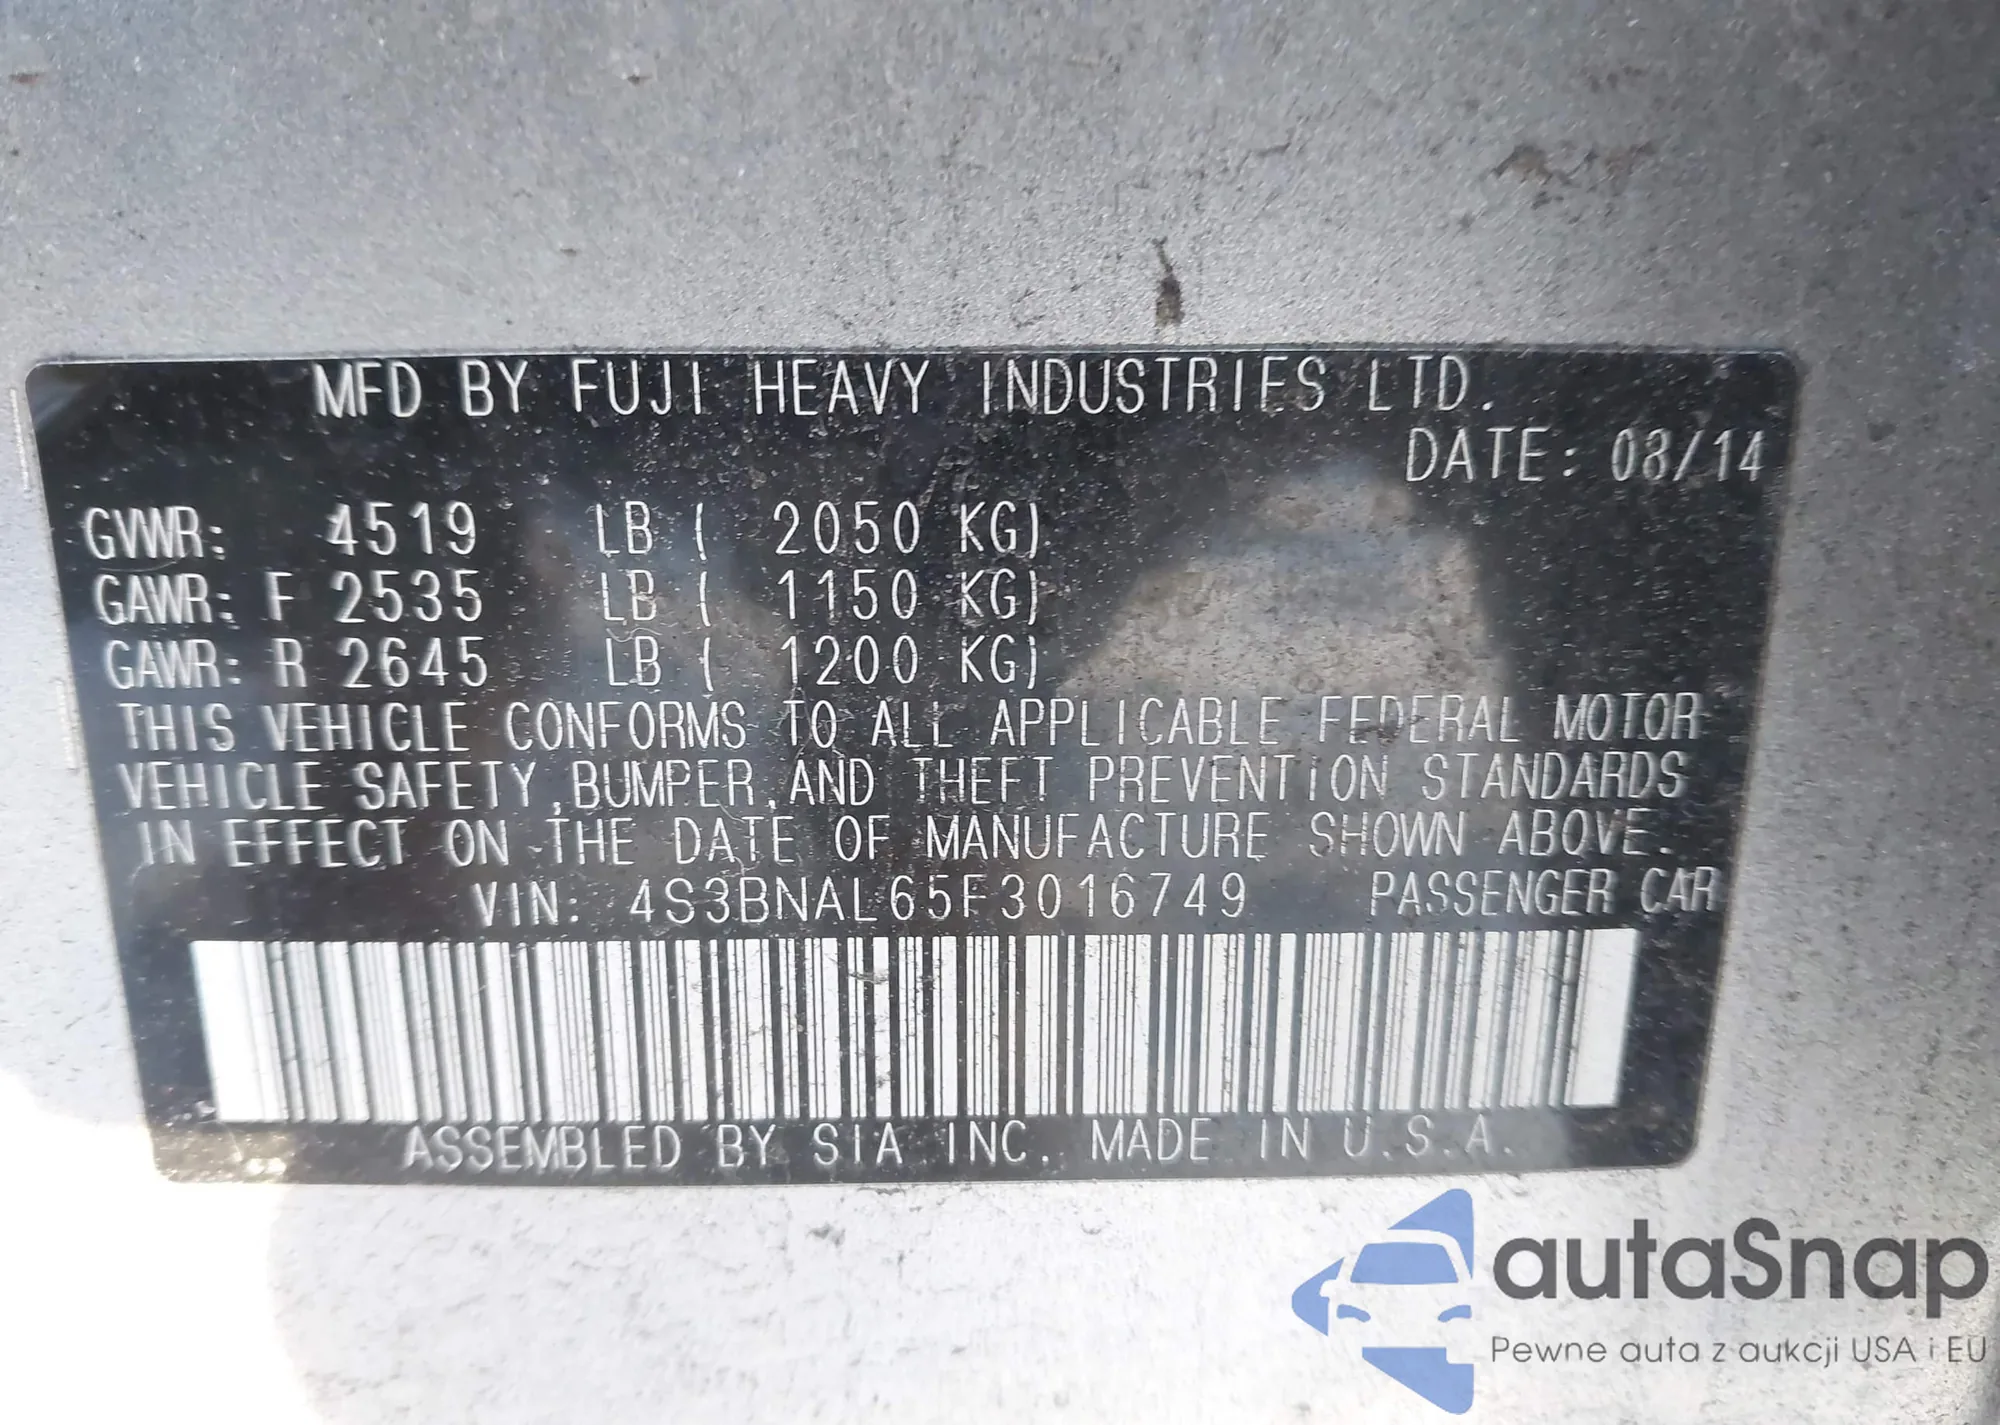 MFD BY FUJI HEAVY INDUSTRIES LTD.
DATE: 08/14
GVWR: 4519 LB ( 2050 KG)
GAWR: F 2535 LB ( 1150 KG)
GAWR: R 2645 LB ( 1200 KG)
THIS VEHICLE CONFORMS TO ALL APPLICABLE FEDERAL MOTOR
VEHICLE SAFETY,BUMPER,AND THEFT PREVENTION STANDARDS
IN EFFECT ON THE DATE OF MANUFACTURE SHOWN ABOVE.
VIN: 4S3BNAL65F3016749 PASSENGER CAR
ASSEMBLED BY SIA INC. MADE IN U.S.A.
autaSnap
Pewne auta z aukcji USA i EU